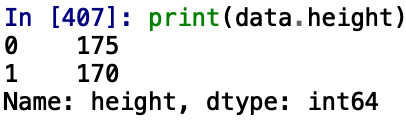 In [407]: print(data.height)
0    175
1    170
Name: height, dtype: int64